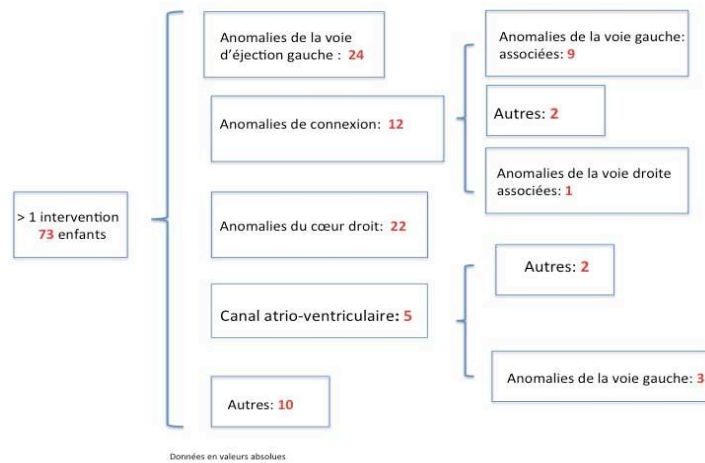 Anomalies de la voie
d'éjection gauche : 24
Anomalies de la voie gauche:
associées: 9
Anomalies de connexion: 12
Autres: 2
Anomalies de la voie droite
associées: 1
> 1 intervention
73 enfants
Anomalies du cœur droit: 22
Autres: 2
Canal atrio-ventriculaire: 5
Anomalies de la voie gauche: 3
Autres: 10
Données en valeurs absolues